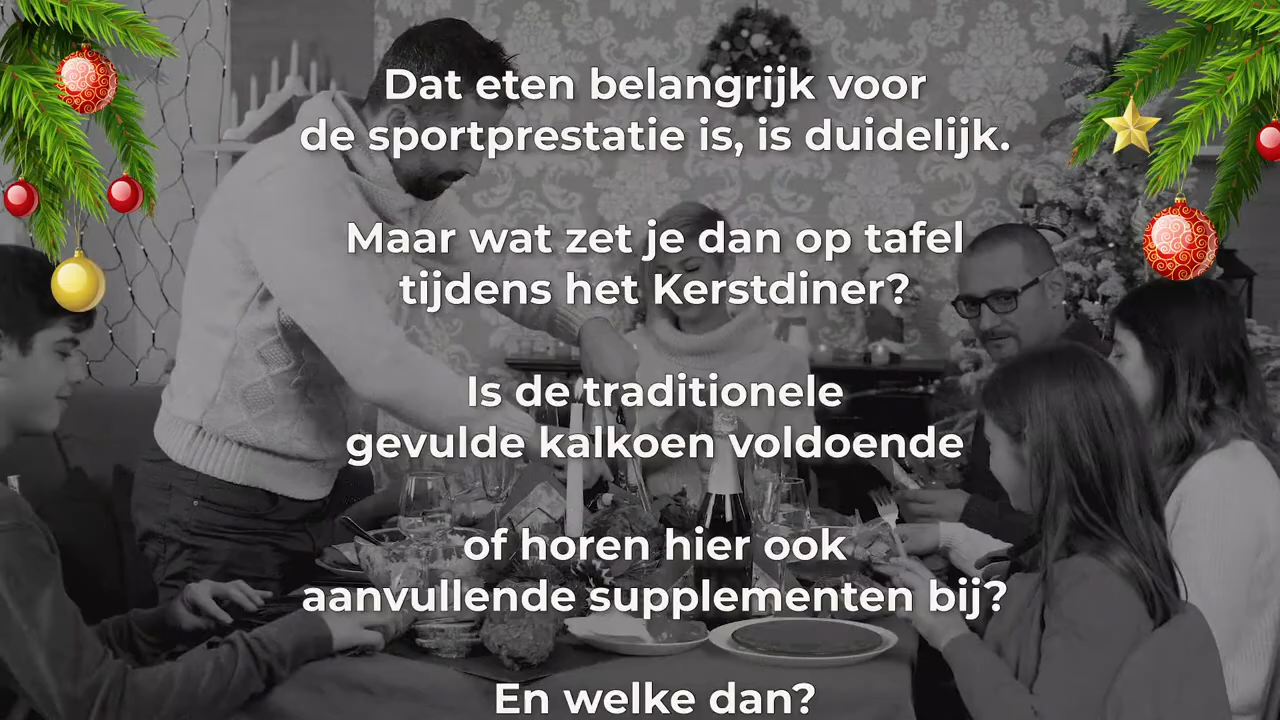 Dat eten belangrijk voor
de sportprestatie is, is duidelijk.
Maar wat zet je dan op tafel
tijdens het Kerstdiner?
Is de traditionele
gevulde kalkoen voldoende
of horen hier ook
aanvullende supplementen bij?
En welke dan?